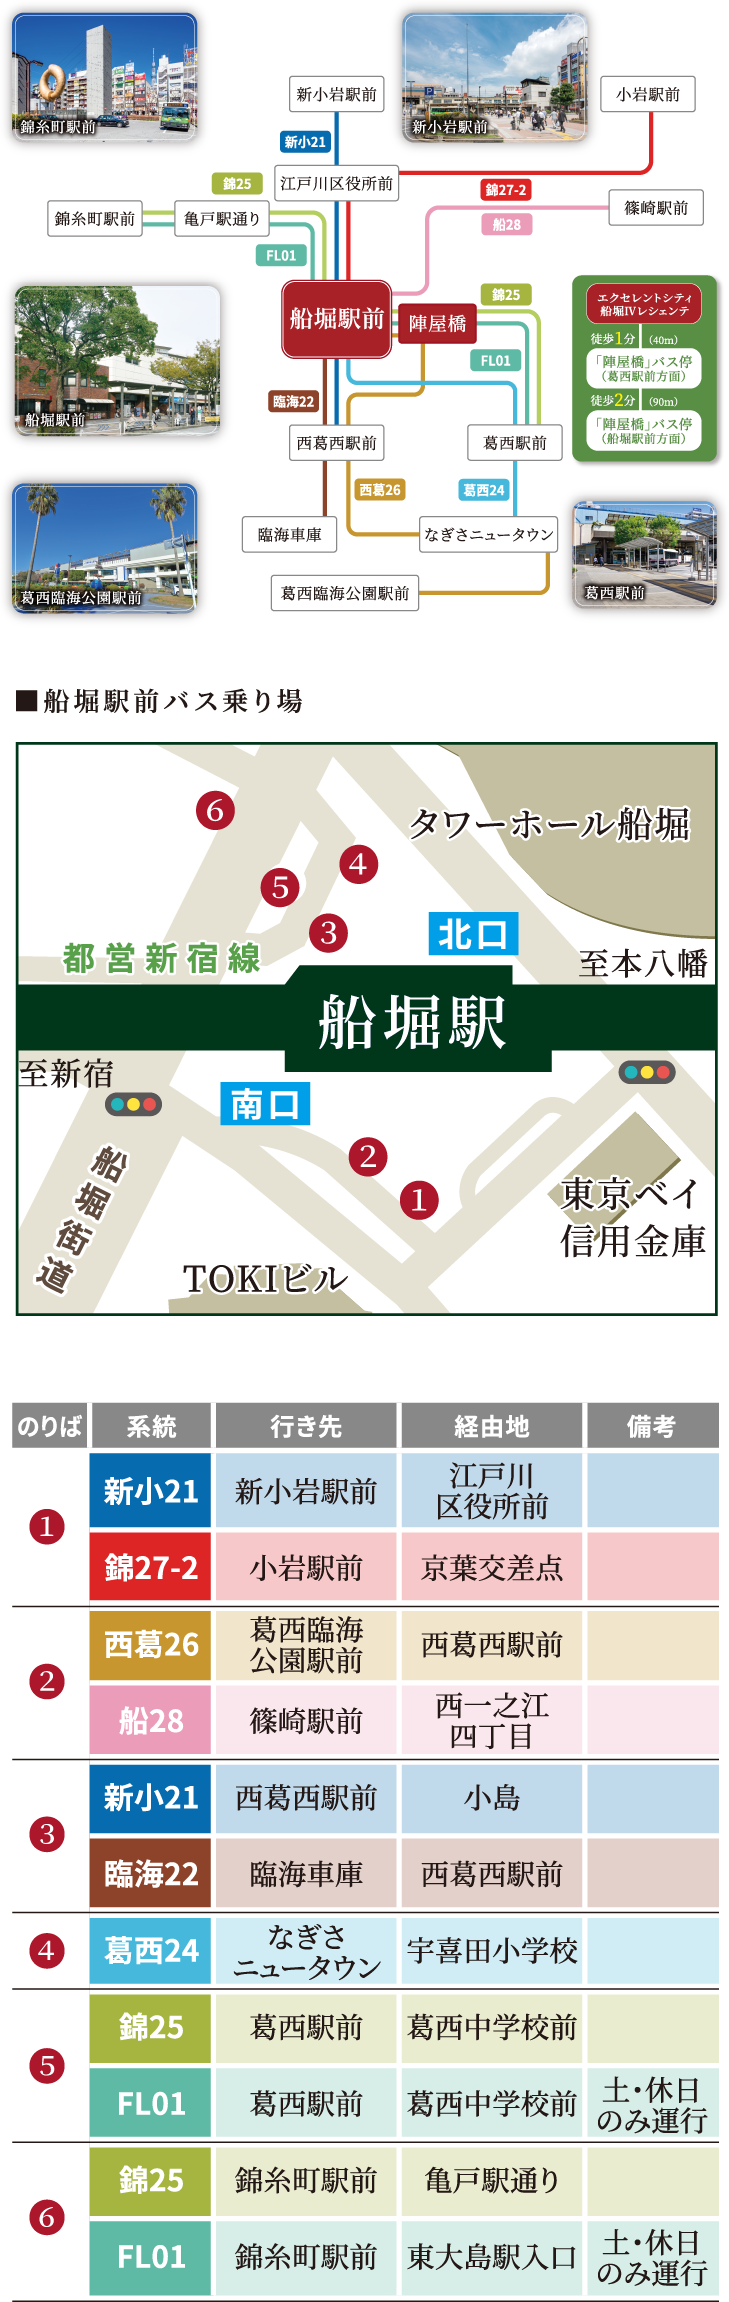 錦糸町駅前
新小岩駅前
新小岩駅前
小岩駅前
新小21
江戸川区役所前
錦25
錦27-2
錦糸町駅前
亀戸駅通り
篠崎駅前
船28
FL01
船堀駅前
陣屋橋
錦25
FL01
エクセレントシティ
船堀IVレシェンテ
徒歩1分 (40m)
「陣屋橋」バス停
(葛西駅前方面)
徒歩2分 (90m)
「陣屋橋」バス停
(船堀駅前方面)
船堀駅前
臨海22
西葛西駅前
葛西駅前
西葛26
葛西24
臨海車庫
なぎさニュータウン
葛西臨海公園駅前
葛西臨海公園駅前
葛西駅前
■船堀駅前バス乗り場
6
タワーホール船堀
4
5
3
北口
都営新宿線
至本八幡
船堀駅
至新宿
南口
2
1
船堀街道
東京ベイ
信用金庫
TOKIビル
のりば 系統 行き先 経由地 備考
1
新小21 新小岩駅前 江戸川
区役所前
錦27-2 小岩駅前 京葉交差点
2
西葛26 葛西臨海
公園駅前 西葛西駅前
船28 篠崎駅前 西一之江
四丁目
3
新小21 西葛西駅前 小島
臨海22 臨海車庫 西葛西駅前
4
葛西24 なぎさ
ニュータウン 宇喜田小学校
5
錦25 葛西駅前 葛西中学校前
FL01 葛西駅前 葛西中学校前 土・休日
のみ運行
6
錦25 錦糸町駅前 亀戸駅通り
FL01 錦糸町駅前 東大島駅入口 土・休日
のみ運行